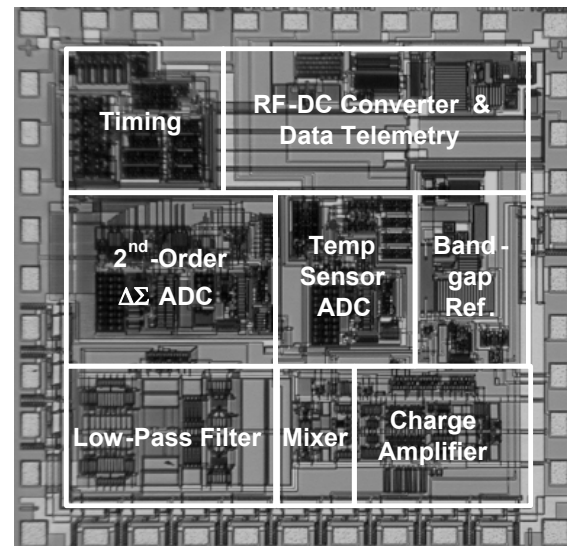 Timing
RF-DC Converter &
Data Telemetry
2nd-Order
ΔΣ ADC
Temp
Sensor
ADC
Band-
gap
Ref.
Low-Pass Filter
Mixer
Charge
Amplifier